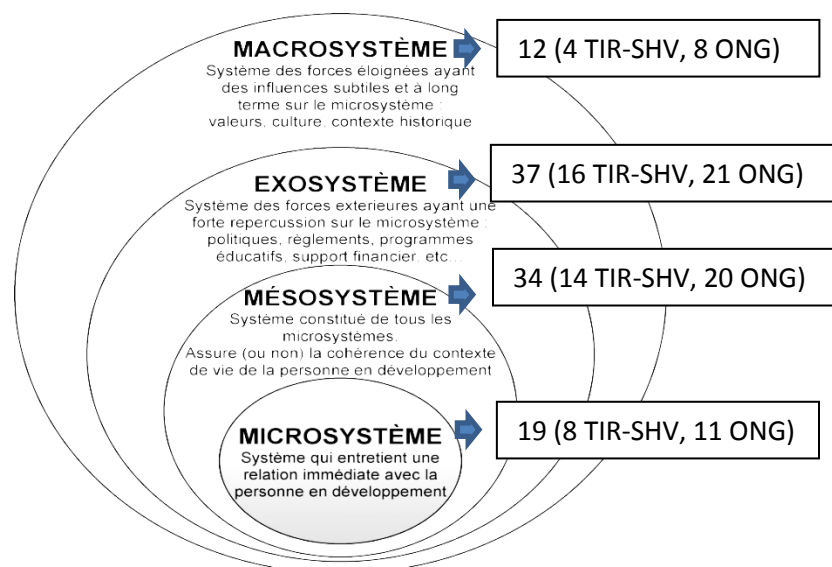 MACROSYSTÈME
12 (4 TIR-SHV, 8 ONG)
Système des forces éloignées ayant
des influences subtiles et à long
terme sur le microsystème :
valeurs, culture, contexte historique
EXOSYSTÈME
37 (16 TIR-SHV, 21 ONG)
Système des forces exterieures ayant une
forte repercussion sur le microsystème :
politiques, règlements, programmes
éducatifs, support financier, etc...
MÉSOSYSTÈME
34 (14 TIR-SHV, 20 ONG)
Système constitué de tous les
microsystèmes.
Assure (ou non) la cohérence du contexte
de vie de la personne en développement
MICROSYSTÈME
19 (8 TIR-SHV, 11 ONG)
Système qui entretient une
relation immédiate avec la
personne en développement